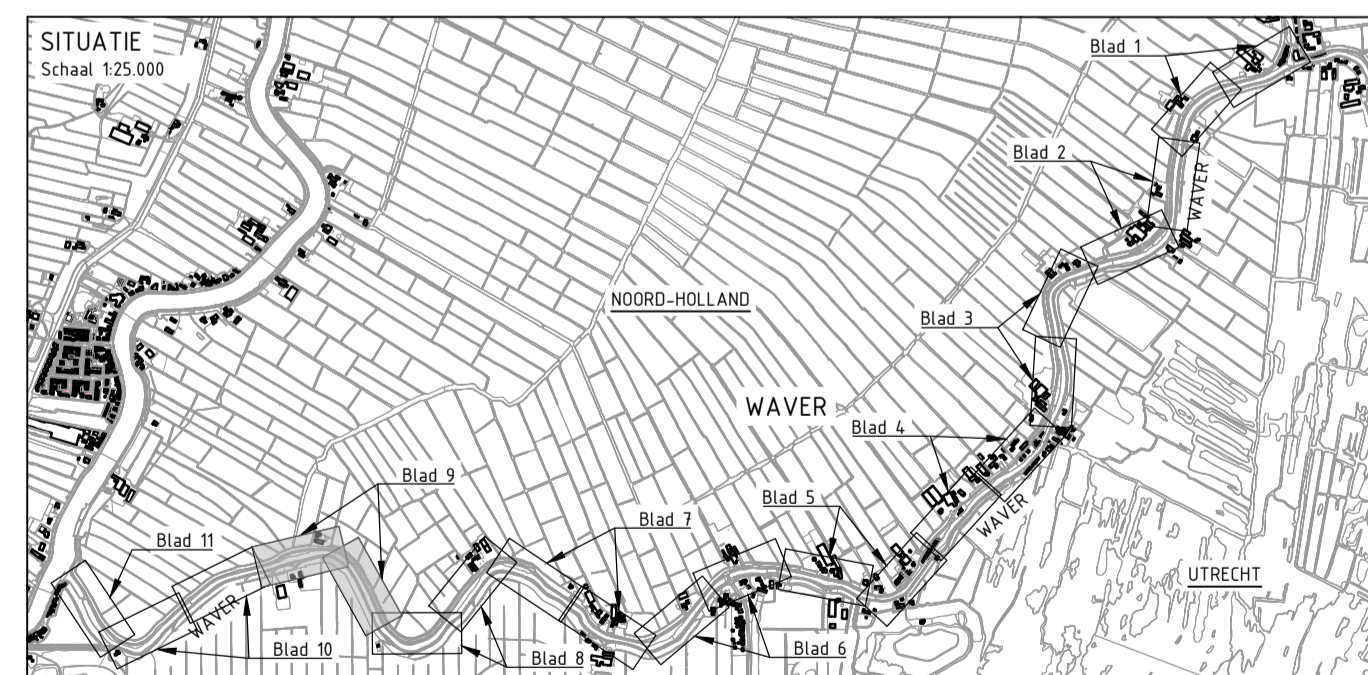 SITUATIE
Schaal 1:25.000
Blad 1
Blad 2
WAVER
NOORD-HOLLAND
Blad 3
WAVER
Blad 4
Blad 9
Blad 5
Blad 7
WAVER
Blad 11
UTRECHT
WAVER
Blad 10
Blad 8
Blad 6